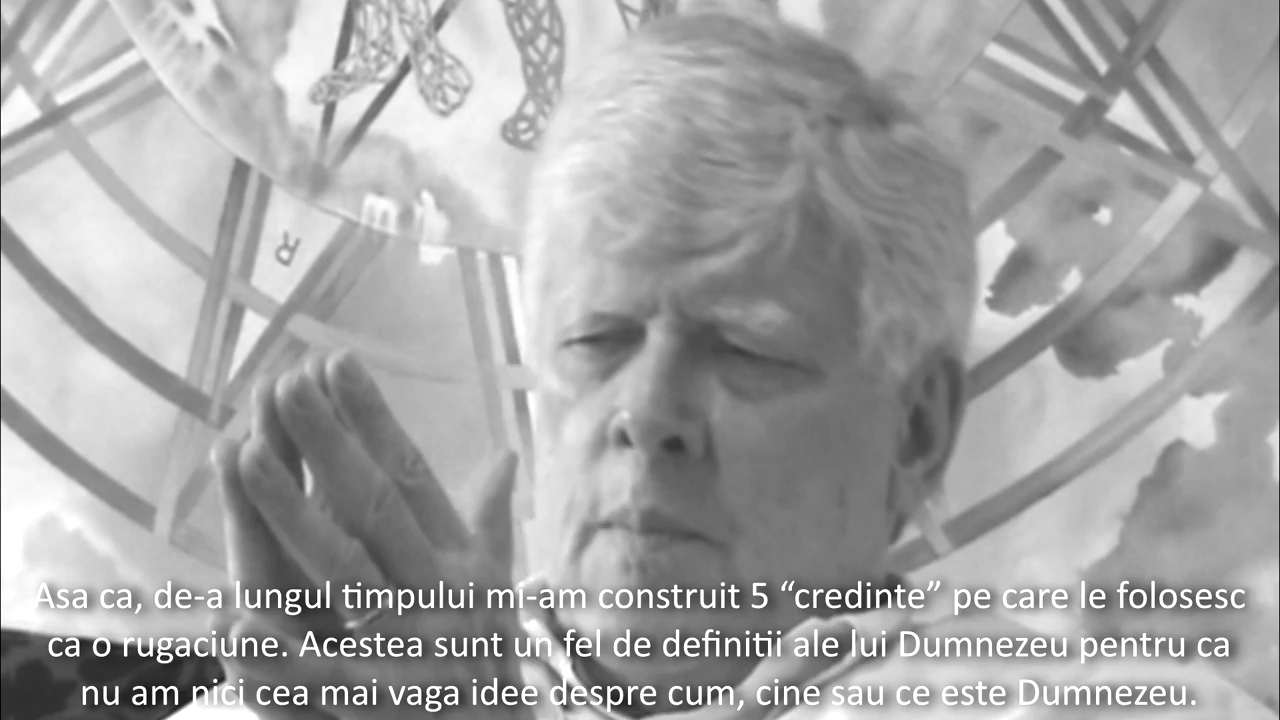 R
Asa ca, de-a lungul timpului mi-am construit 5 “credinte” pe care le folosesc
ca o rugaciune. Acestea sunt un fel de definitii ale lui Dumnezeu pentru ca
nu am nici cea mai vaga idee despre cum, cine sau ce este Dumnezeu.